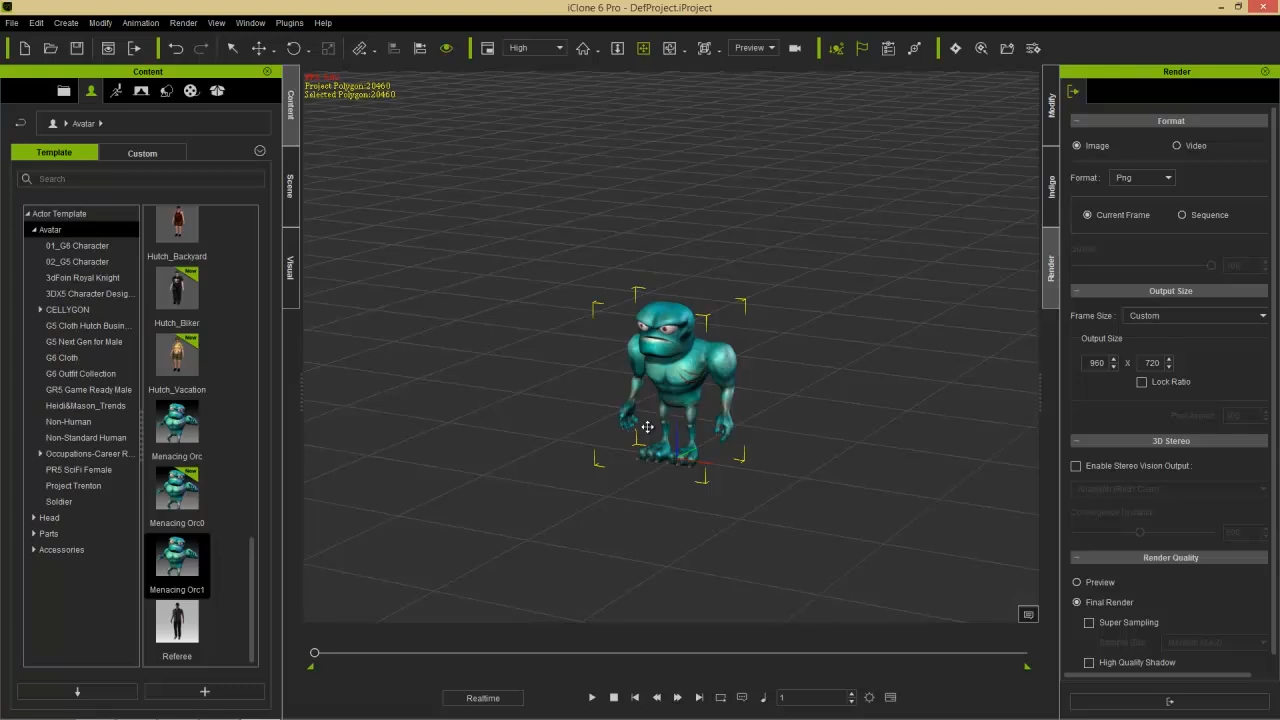 iClone 6 Pro - DefProject.iProject
File Edit Create Modify Animation Render View Window Plugins Help
High
Preview
Content
Render
Project Polygon:20460
Selected Polygon:20460
Avatar
Template
Custom
Search
Actor Template
Avatar
01_G6 Character
02_G6 Character
3dFoin Royal Knight
3DX5 Character Desig...
CELLYGON
G5 Cloth Hutch Busin...
G5 Next Gen for Male
G6 Cloth
G6 Outfit Collection
GR5 Game Ready Male
Heidi&Mason_Trends
Non-Human
Non-Standard Human
Occupations-Career R...
PR5 SciFi Female
Project Trenton
Soldier
Head
Parts
Accessories
Hutch_Backyard
New
Hutch_Biker
New
Hutch_Vacation
Menacing Orc
New
Menacing Orc0
Menacing Orc1
Referee
Content
Scene
Visual
Modify
Indigo
Render
Format
Image
Video
Format:
Png
Current Frame
Sequence
Output Size
Frame Size :
Custom
Output Size
960 X 720
Lock Ratio
3D Stereo
Enable Stereo Vision Output :
Render Quality
Preview
Final Render
Super Sampling
High Quality Shadow
Realtime
1